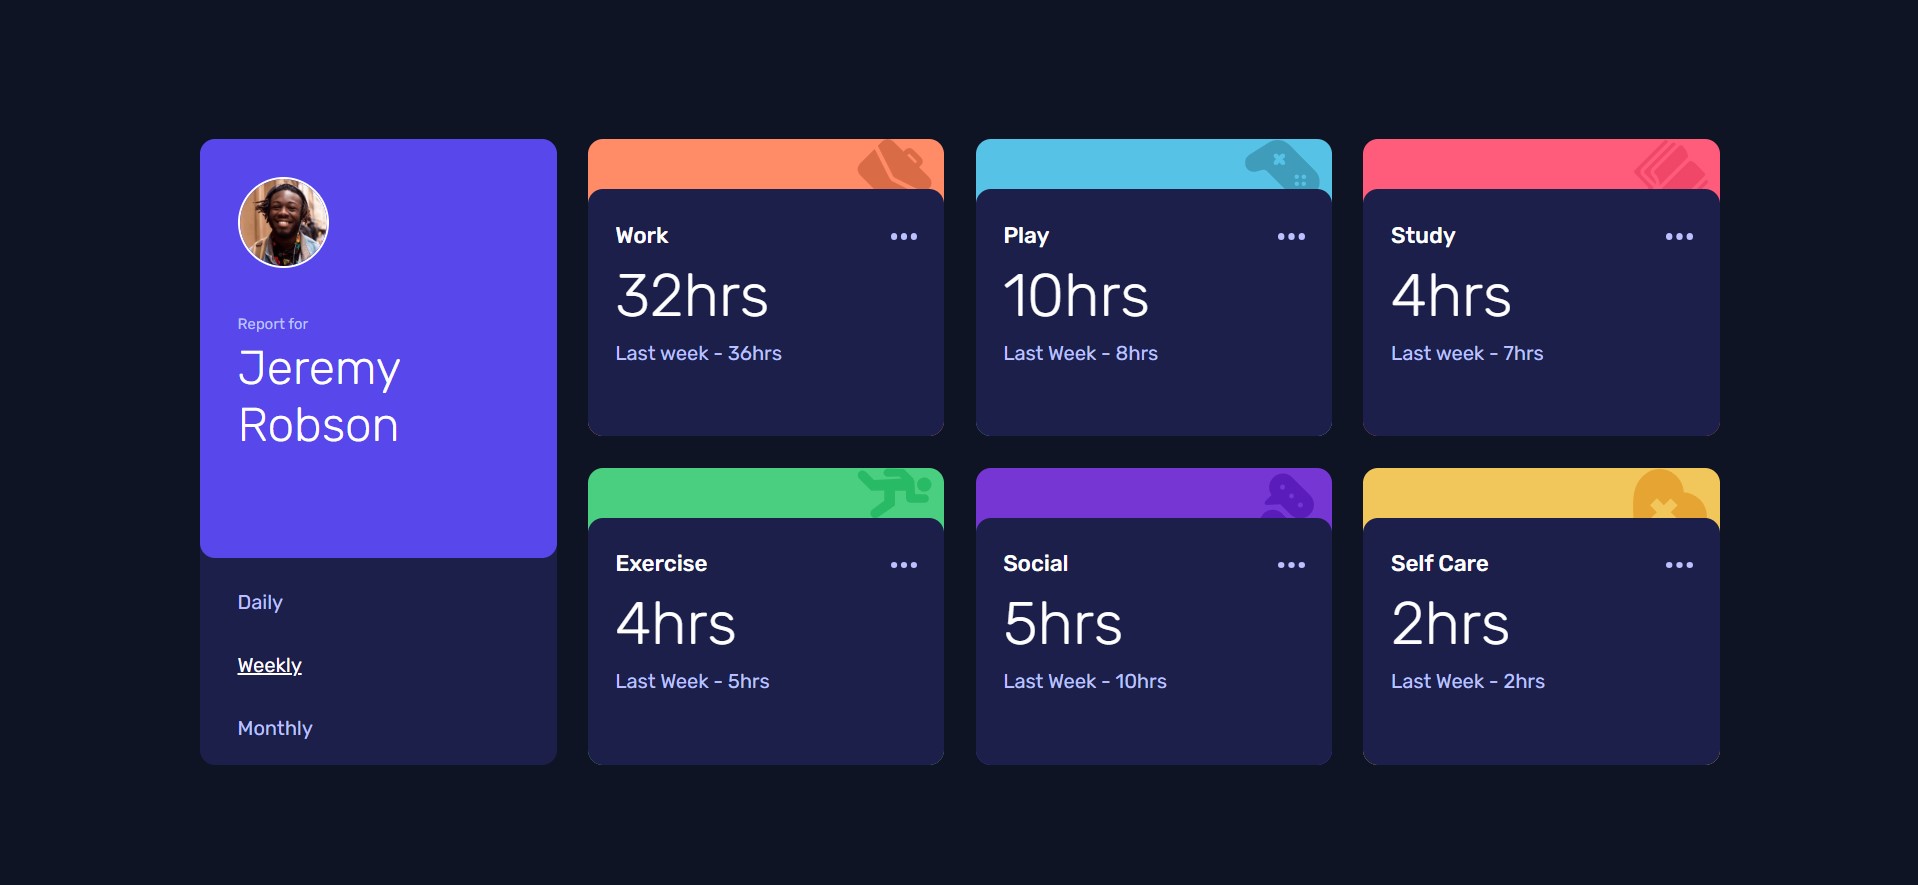 Report for
Jeremy
Robson
Daily
Weekly
Monthly
Work
32hrs
Last week - 36hrs
Play
10hrs
Last Week - 8hrs
Study
4hrs
Last week - 7hrs
Exercise
4hrs
Last Week - 5hrs
Social
5hrs
Last Week - 10hrs
Self Care
2hrs
Last Week - 2hrs